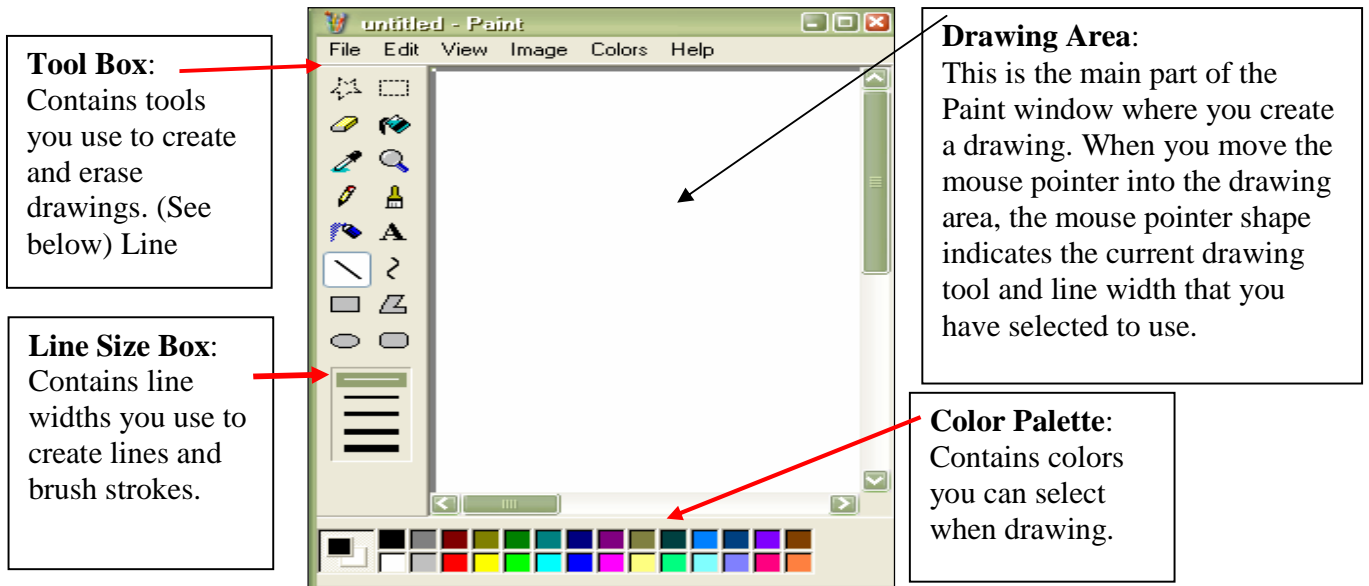 untitled - Paint
File Edit View Image Colors Help
Tool Box:
Contains tools
you use to create
and erase
drawings. (See
below) Line
Line Size Box:
Contains line
widths you use to
create lines and
brush strokes.
A
Drawing Area:
This is the main part of the
Paint window where you create
a drawing. When you move the
mouse pointer into the drawing
area, the mouse pointer shape
indicates the current drawing
tool and line width that you
have selected to use.
Color Palette:
Contains colors
you can select
when drawing.